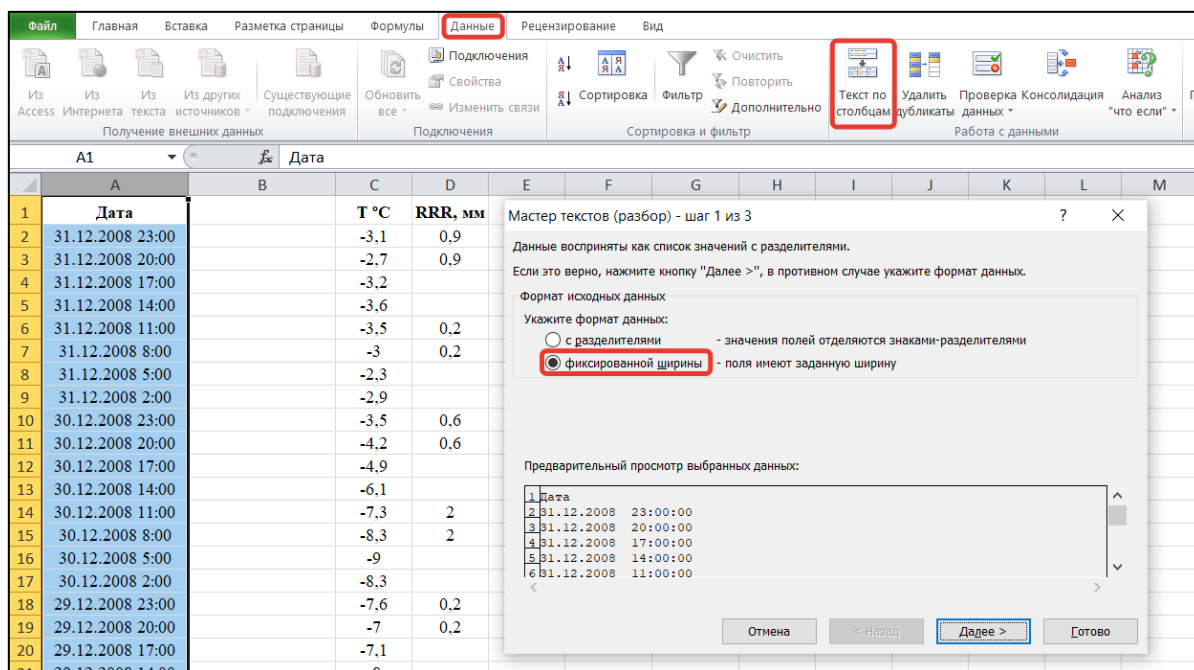 Файл Главная Вставка Разметка страницы Формулы Данные Рецензирование Вид
Из Access
Из Интернета
Из текста
Из других источников
Существующие подключения
Получение внешних данных
Обновить все
Подключения
Свойства
Изменить связи
Подключения
Сортировка
Фильтр
Очистить
Повторить
Дополнительно
Сортировка и фильтр
Текст по столбцам
Удалить дубликаты
Проверка данных
Консолидация
Анализ "что если"
Работа с данными
A1 fx Дата
A B C D E F G H I J K L M
1 Дата T °C RRR, мм
2 31.12.2008 23:00 -3,1 0,9
3 31.12.2008 20:00 -2,7 0,9
4 31.12.2008 17:00 -3,2
5 31.12.2008 14:00 -3,6
6 31.12.2008 11:00 -3,5 0,2
7 31.12.2008 8:00 -3 0,2
8 31.12.2008 5:00 -2,3
9 31.12.2008 2:00 -2,9
10 30.12.2008 23:00 -3,5 0,6
11 30.12.2008 20:00 -4,2 0,6
12 30.12.2008 17:00 -4,9
13 30.12.2008 14:00 -6,1
14 30.12.2008 11:00 -7,3 2
15 30.12.2008 8:00 -8,3 2
16 30.12.2008 5:00 -9
17 30.12.2008 2:00 -8,3
18 29.12.2008 23:00 -7,6 0,2
19 29.12.2008 20:00 -7 0,2
20 29.12.2008 17:00 -7,1
Мастер текстов (разбор) - шаг 1 из 3 ?
Данные восприняты как список значений с разделителями.
Если это верно, нажмите кнопку "Далее >", в противном случае укажите формат данных.
Формат исходных данных
Укажите формат данных:
с разделителями - значения полей отделяются знаками-разделителями
фиксированной ширины - поля имеют заданную ширину
Предварительный просмотр выбранных данных:
1 Дата
2 31.12.2008 23:00:00
3 31.12.2008 20:00:00
4 31.12.2008 17:00:00
5 31.12.2008 14:00:00
6 31.12.2008 11:00:00
Отмена < Назад Далее > Готово